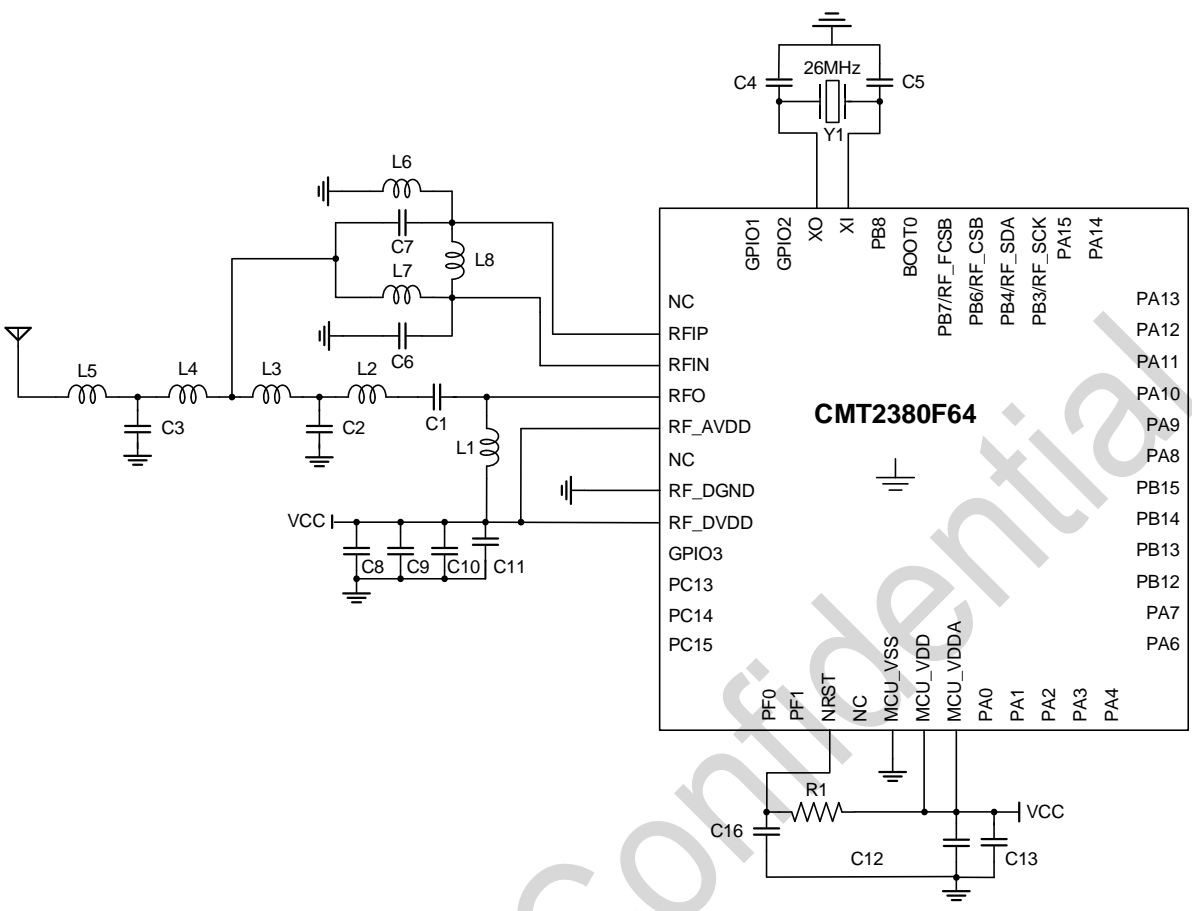 26MHz
C4
C5
Y1
L6
C7
L8
L7
C6
L5
L4
L3
L2
C3
C2
C1
L1
VCC
C8
C9
C10
C11
GPIO1
GPIO2
XO
XI
PB8
BOOT0
PB7/RF_FCSB
PB6/RF_CSB
PB4/RF_SDA
PB3/RF_SCK
PA15
PA14
NC
RFIP
RFIN
RFO
RF_AVDD
NC
RF_DGND
RF_DVDD
GPIO3
PC13
PC14
PC15
CMT2380F64
PA13
PA12
PA11
PA10
PA9
PA8
PB15
PB14
PB13
PB12
PA7
PA6
PF0
PF1
NRST
NC
MCU_VSS
MCU_VDD
MCU_VDDA
PA0
PA1
PA2
PA3
PA4
R1
VCC
C16
C12
C13
Confidential